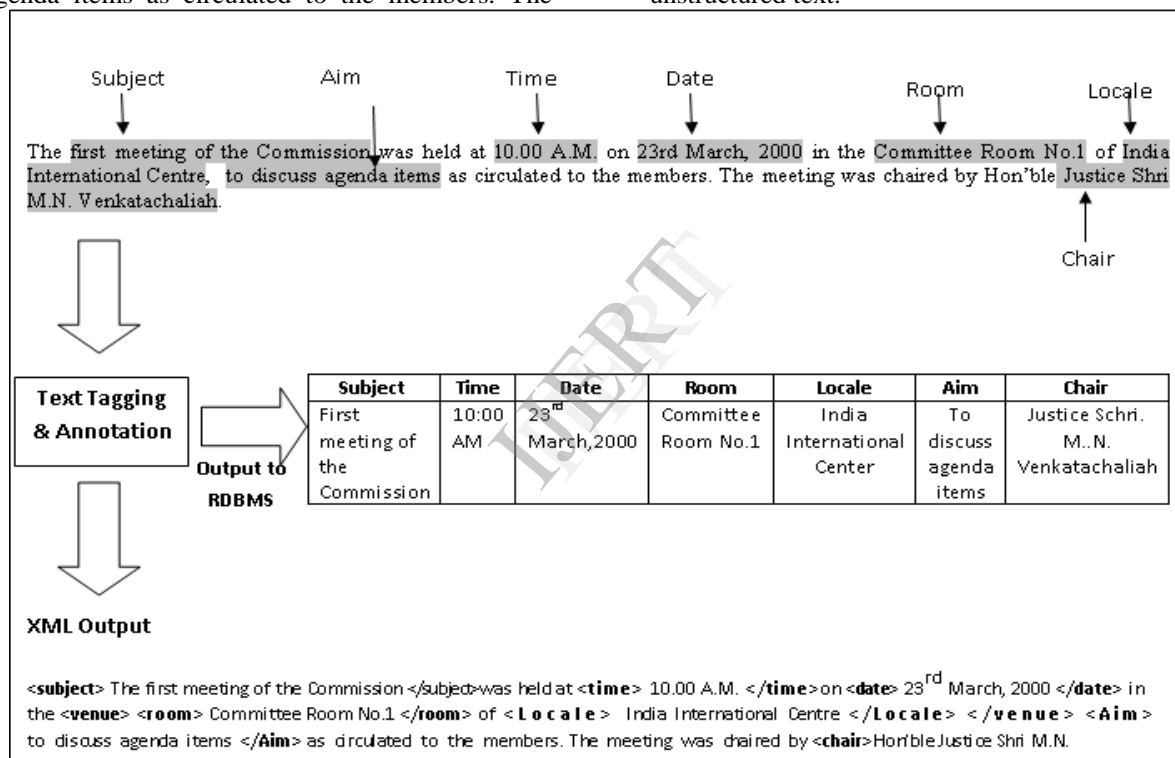 genda items as circulated to the members. The
unstructured text.
Subject
Aim
Time
Date
Room
Locale
The first meeting of the Commission was held at 10.00 A.M. on 23rd March, 2000 in the Committee Room No.1 of India
International Centre, to discuss agenda items as circulated to the members. The meeting was chaired by Hon'ble Justice Shri
M.N. Venkatachaliah.
Chair
IJERT
Text Tagging
& Annotation
Output to
RDBMS
Subject Time Date Room Locale Aim Chair
First 10:00 23rd Committee India To Justice Schri.
meeting of AM March,2000 Room No.1 International discuss M..N.
the Center agenda Venkatachaliah
Commission items
XML Output
<subject> The first meeting of the Commission </subject>was held at <time> 10.00 A.M. </time>on <date> 23rd March, 2000 </date> in
the <venue> <room> Committee Room No.1 </room> of <Locale> India International Centre </Locale> </venue> <Aim>
to discuss agenda items </Aim> as circulated to the members. The meeting was chaired by <chair>Hon'ble Justice Shri M.N.